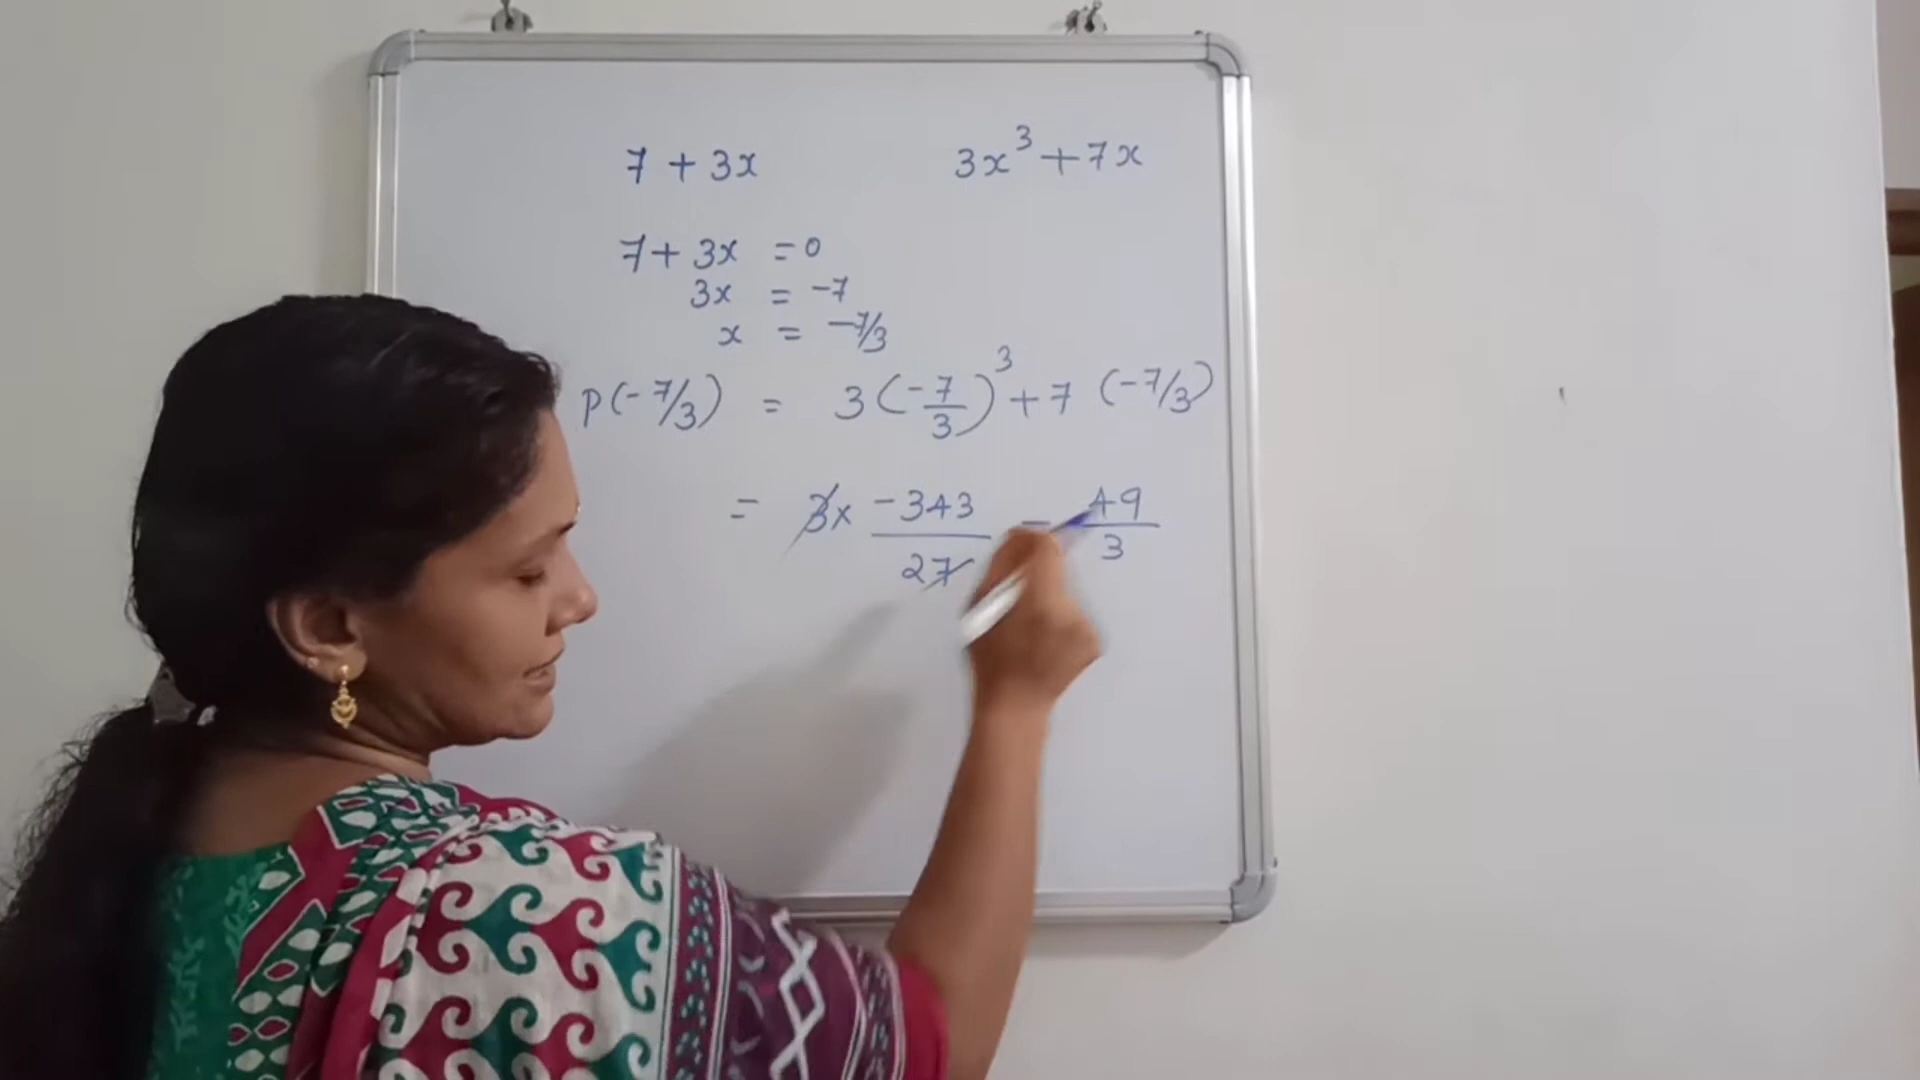 7 + 3x 3x³ + 7x
7 + 3x = 0
3x = -7
x = -7/3
P(-7/3) = 3(-7/3)³ + 7 (-7/3)
= 3 x -343/27 - 49/3